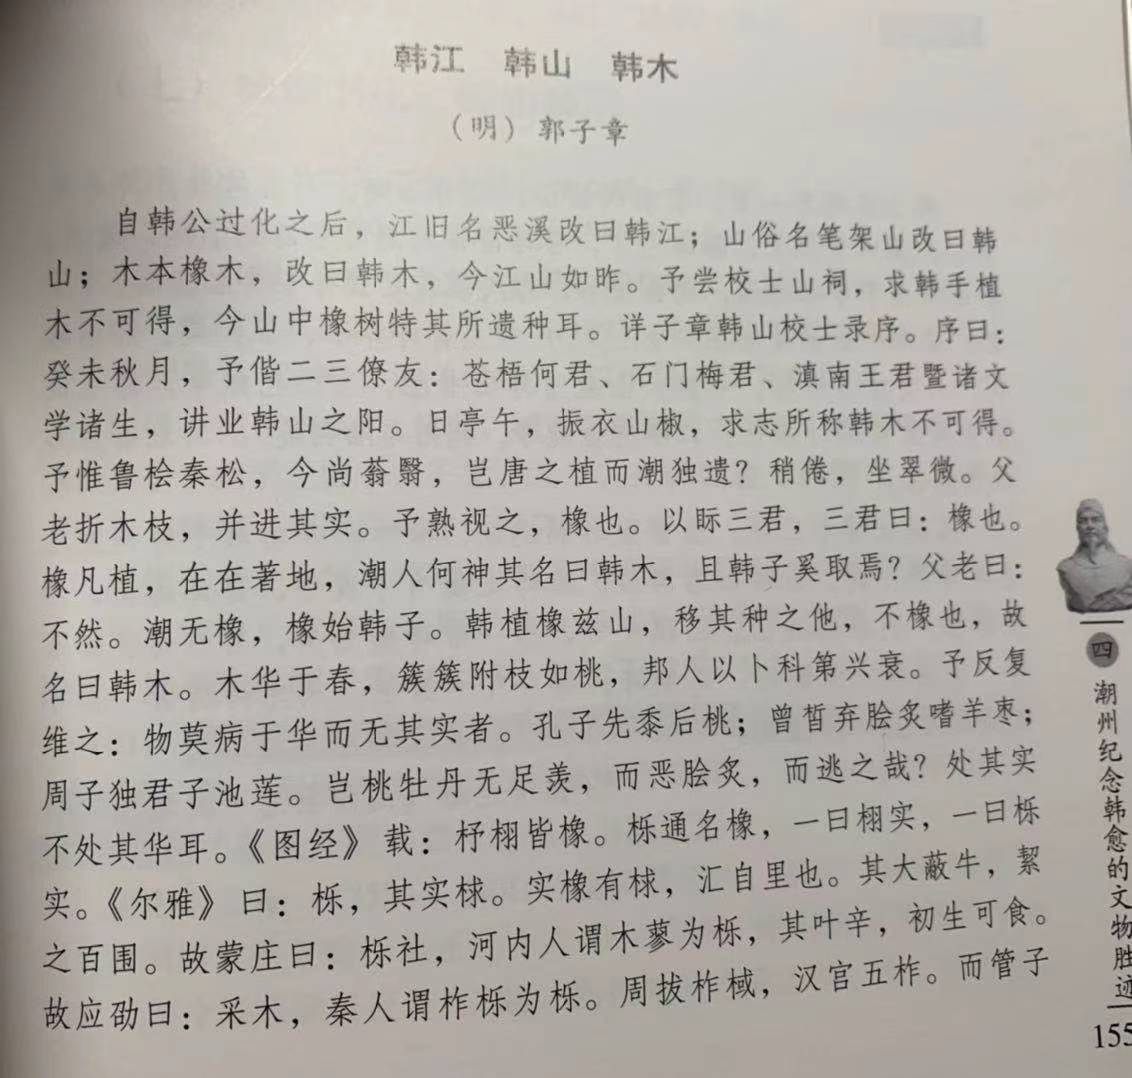 韩江 韩山 韩木
（明）郭子章
自韩公过化之后，江旧名恶溪改曰韩江；山俗名笔架山改曰韩
山；木本橡木，改曰韩木，今江山如昨。予尝校士山祠，求韩手植
木不可得，今山中橡树特其所遗种耳。详子章韩山校士录序。序曰：
癸未秋月，予偕二三僚友：苍梧何君、石门梅君、滇南王君暨诸文
学诸生，讲业韩山之阳。日亭午，振衣山椒，求志所称韩木不可得。
予惟鲁桧秦松，今尚蓊翳，岂唐之植而潮独遗？稍倦，坐翠微。父
老折木枝，并进其实。予熟视之，橡也。以眎三君，三君曰：橡也。
橡凡植，在在著地，潮人何神其名曰韩木，且韩子奚取焉？父老曰：
不然。潮无橡，橡始韩子。韩植橡兹山，移其种之他，不橡也，故
名曰韩木。木华于春，簇簇附枝如桃，邦人以卜科第兴衰。予反复
维之：物莫病于华而无其实者。孔子先黍后桃；曾皙弃脍炙嗜羊枣；
周子独君子池莲。岂桃牡丹无足羡，而恶脍炙，而逃之哉？处其实
不处其华耳。《图经》载：杼栩皆橡。栎通名橡，一曰栩实，一曰栎
实。《尔雅》曰：栎，其实梂。实橡有梂，汇自里也。其大蔽牛，絜
之百围。故蒙庄曰：栎社，河内人谓木蓼为栎，其叶辛，初生可食。
故应劭曰：采木，秦人谓柞栎为栎。周拔柞棫，汉宫五柞。而管子
四
潮州纪念韩愈的文物胜迹
155